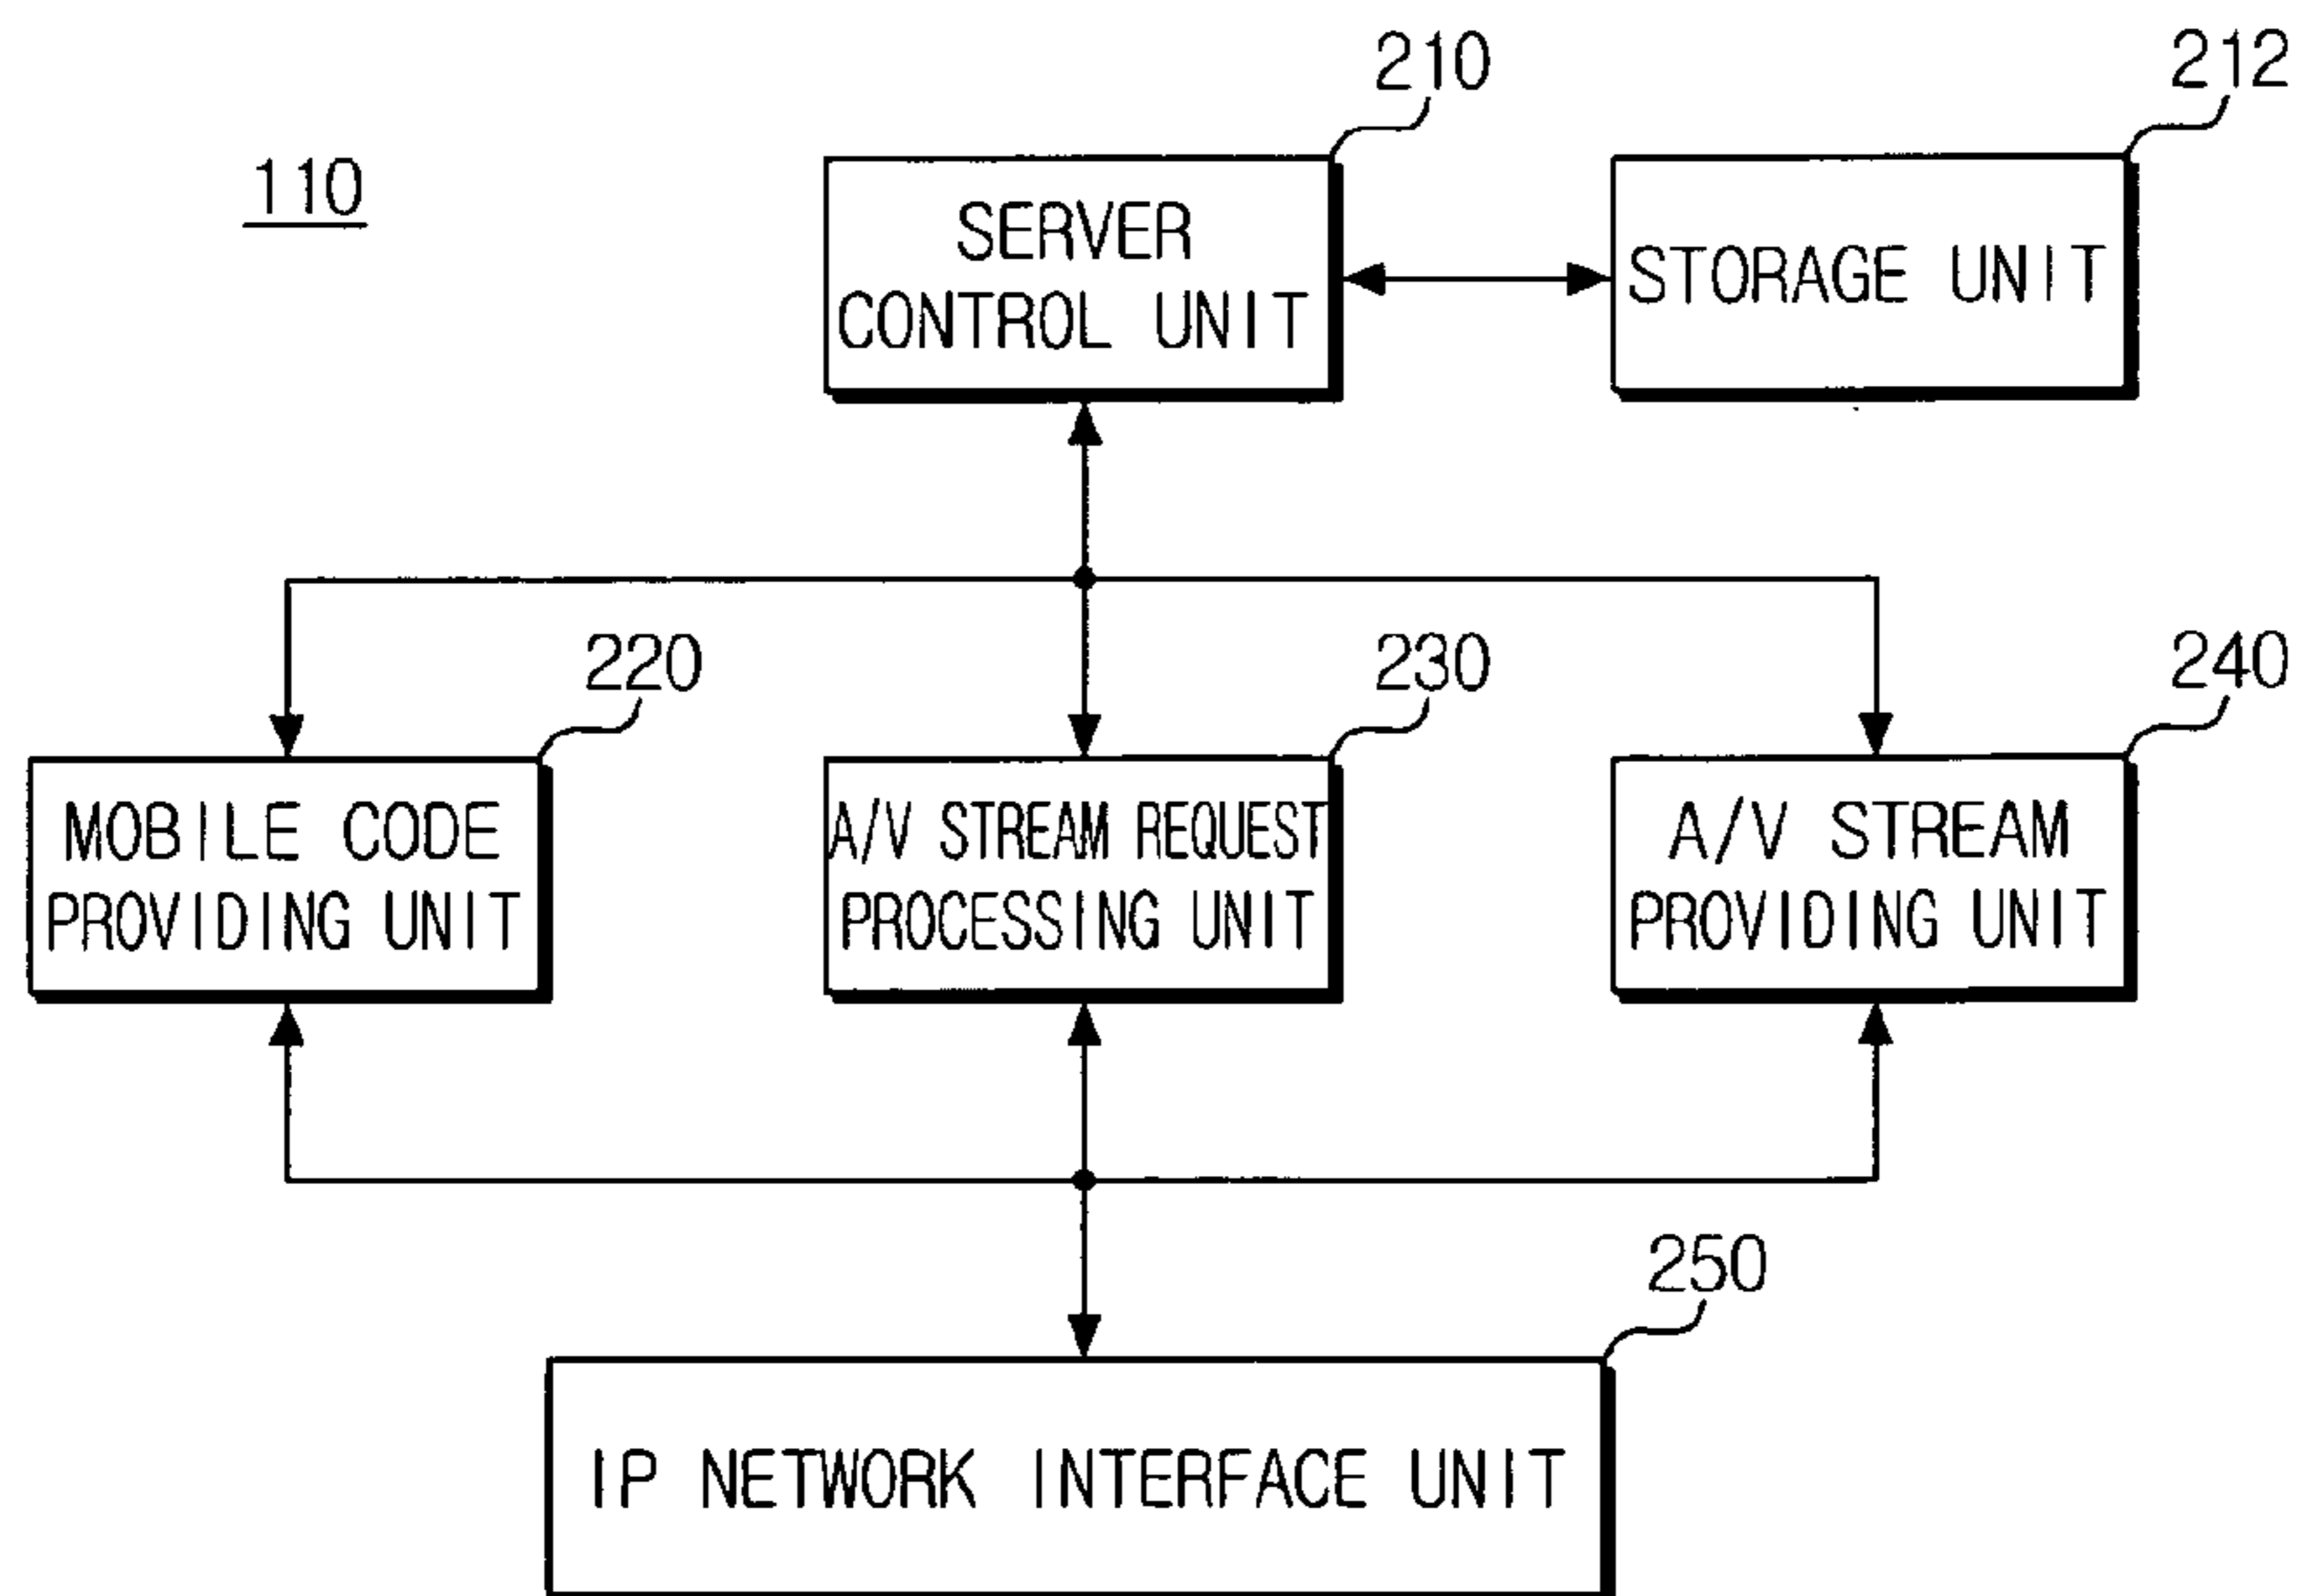 210
212
110
SERVER
CONTROL UNIT
STORAGE UNIT
220
230
240
MOBILE CODE
PROVIDING UNIT
A/V STREAM REQUEST
PROCESSING UNIT
A/V STREAM
PROVIDING UNIT
250
IP NETWORK INTERFACE UNIT